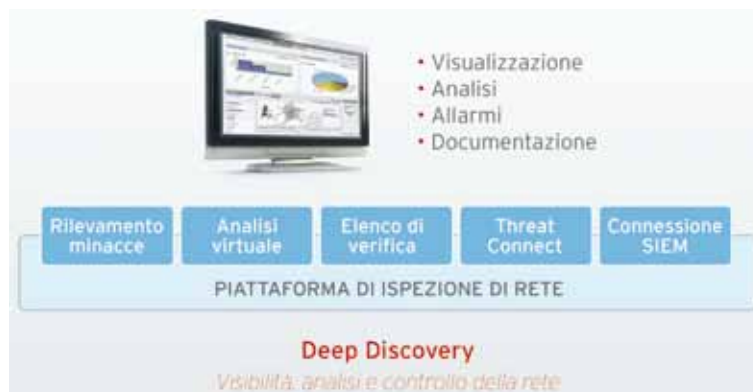 • Visualizzazione
• Analisi
• Allarmi
• Documentazione
Rilevamento
minacce
Analisi
virtuale
Elenco di
verifica
Threat
Connect
Connessione
SIEM
PIATTAFORMA DI ISPEZIONE DI RETE
Deep Discovery
Visibilità, analisi e controllo della rete